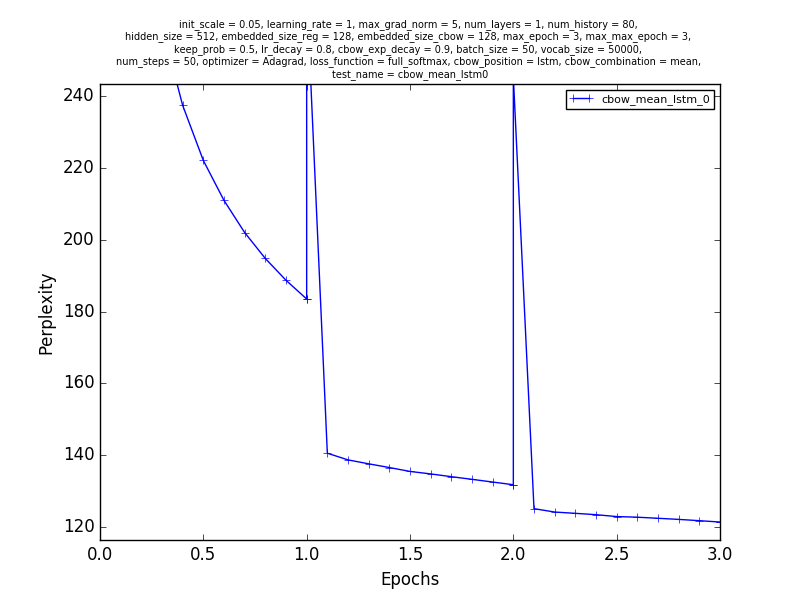 init_scale = 0.05, learning_rate = 1, max_grad_norm = 5, num_layers = 1, num_history = 80,
hidden_size = 512, embedded_size_reg = 128, embedded_size_cbow = 128, max_epoch = 3, max_max_epoch = 3,
keep_prob = 0.5, lr_decay = 0.8, cbow_exp_decay = 0.9, batch_size = 50, vocab_size = 50000,
num_steps = 50, optimizer = Adagrad, loss_function = full_softmax, cbow_position = lstm, cbow_combination = mean,
test_name = cbow_mean_lstm0
cbow_mean_lstm_0
240
220
200
180
160
140
120
Perplexity
0.0 0.5 1.0 1.5 2.0 2.5 3.0
Epochs